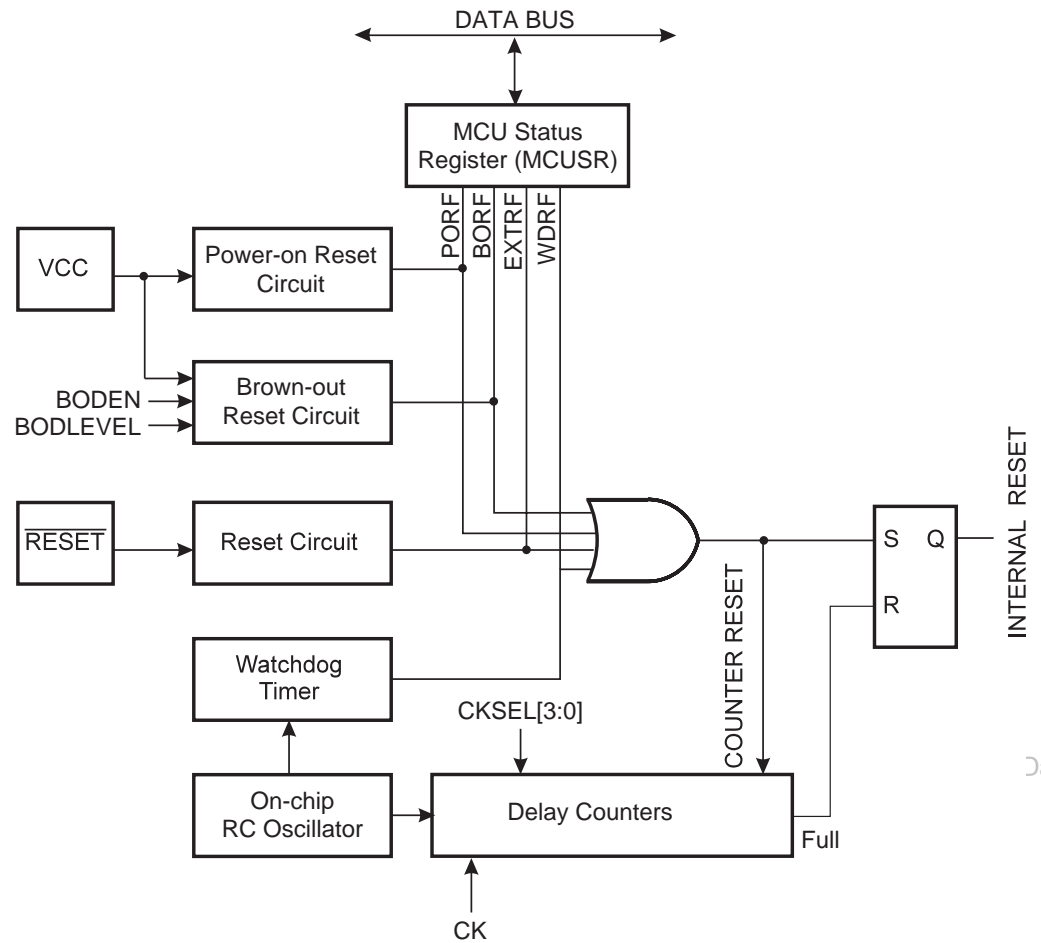 DATA BUS
MCU Status
Register (MCUSR)
PORF
BORF
EXTRF
WDRF
VCC
Power-on Reset
Circuit
BODEN
BODLEVEL
Brown-out
Reset Circuit
RESET
Reset Circuit
S
Q
R
INTERNAL RESET
COUNTER RESET
Watchdog
Timer
CKSEL[3:0]
On-chip
RC Oscillator
Delay Counters
Full
CK